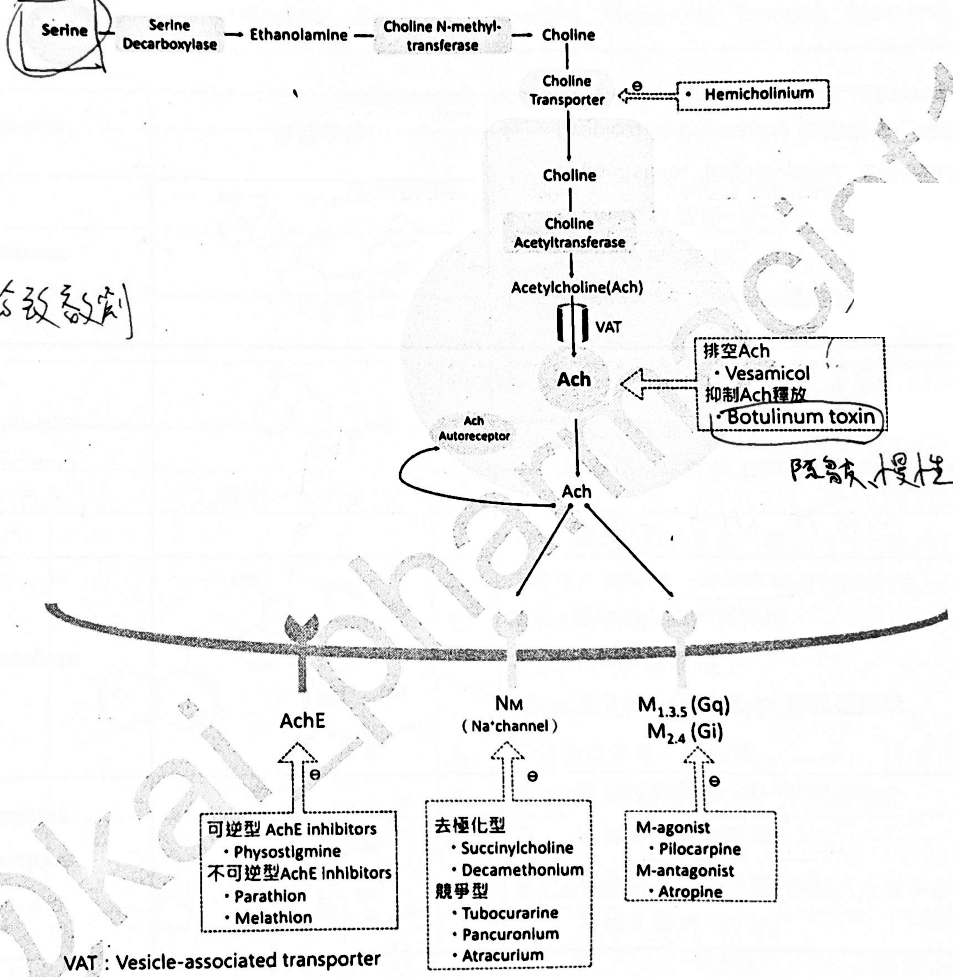 Serine
Serine
Decarboxylase
Ethanolamine
Choline N-methyl-
transferase
Choline
Choline
Transporter
⊖
• Hemicholinium
Choline
Choline
Acetyltransferase
Acetylcholine(Ach)
VAT
Ach
排空Ach
・Vesamicol
抑制Ach釋放
・Botulinum toxin
除皺、慢性
Ach
Autoreceptor
Ach
AchE
NM
(Na⁺channel)
M1.3.5 (Gq)
M2.4 (Gi)
⊖
⊖
⊖
可逆型 AchE inhibitors
・Physostigmine
不可逆型AchE inhibitors
・Parathion
・Melathion
去極化型
・Succinylcholine
・Decamethonium
競爭型
・Tubocurarine
・Pancuronium
・Atracurium
M-agonist
・Pilocarpine
M-antagonist
・Atropine
VAT : Vesicle-associated transporter